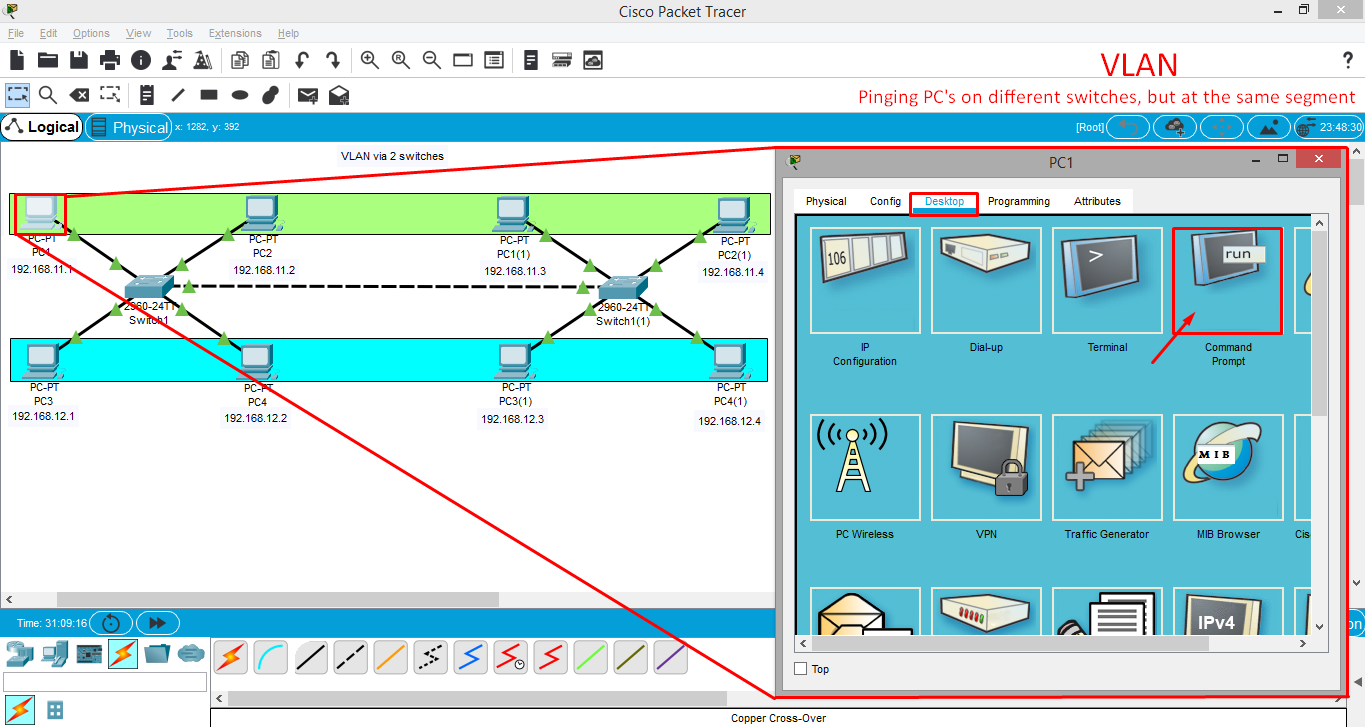 Cisco Packet Tracer
File Edit Options View Tools Extensions Help
VLAN
Pinging PC's on different switches, but at the same segment
Logical
Physical
x: 1282, y: 392
[Root]
23:48:30
VLAN via 2 switches
PC-PT
PC1
192.168.11.1
PC-PT
PC2
192.168.11.2
PC-PT
PC1(1)
192.168.11.3
PC-PT
PC2(1)
192.168.11.4
2960-24TT
Switch1
2960-24TT
Switch1(1)
PC-PT
PC3
192.168.12.1
PC-PT
PC4
192.168.12.2
PC-PT
PC3(1)
192.168.12.3
PC-PT
PC4(1)
192.168.12.4
PC1
Physical Config Desktop Programming Attributes
106
>
run
IP
Configuration
Dial-up
Terminal
Command
Prompt
MIB
PC Wireless
VPN
Traffic Generator
MIB Browser
Cis
IPv4
Top
Time: 31:09:16
on
Copper Cross-Over